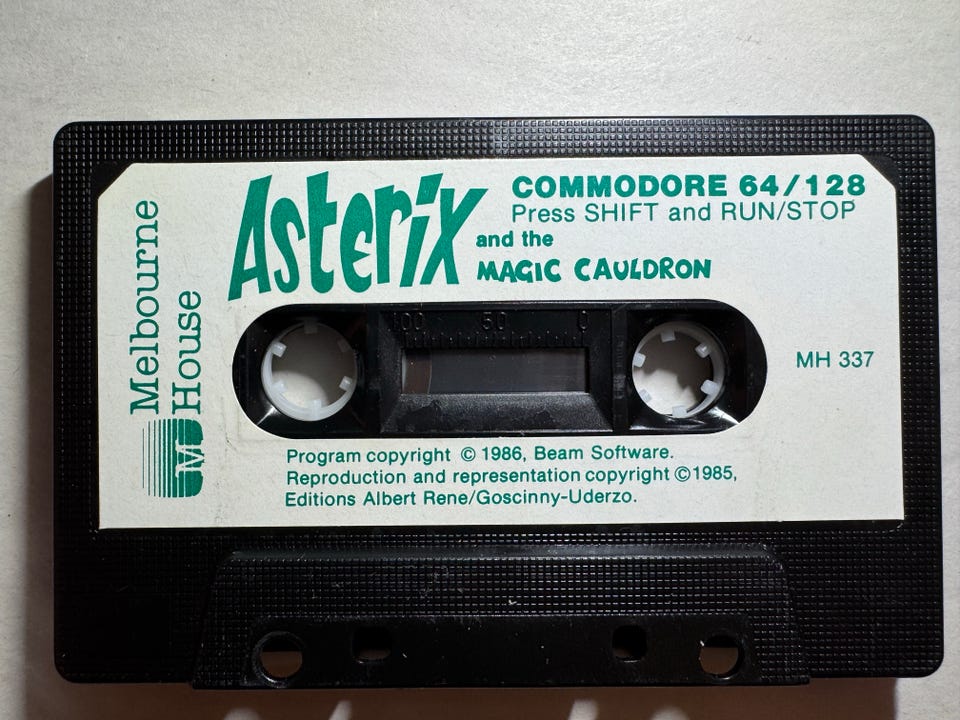 Melbourne
House
Asterix
and the
MAGIC CAULDRON
COMMODORE 64/128
Press SHIFT and RUN/STOP
100 50 0
MH 337
Program copyright © 1986, Beam Software.
Reproduction and representation copyright ©1985,
Editions Albert Rene/Goscinny-Uderzo.
M